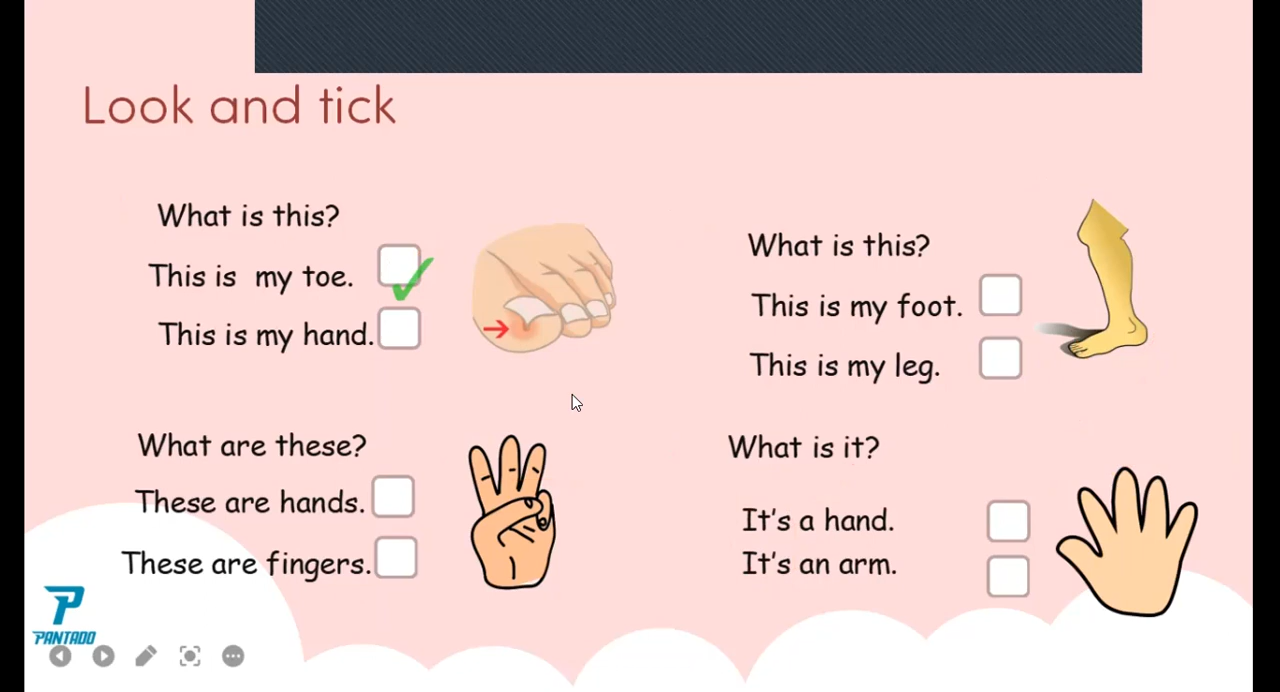 Look and tick
What is this?
This is my toe.
This is my hand.
What is this?
This is my foot.
This is my leg.
What are these?
These are hands.
These are fingers.
What is it?
It's a hand.
It's an arm.
PANTADO